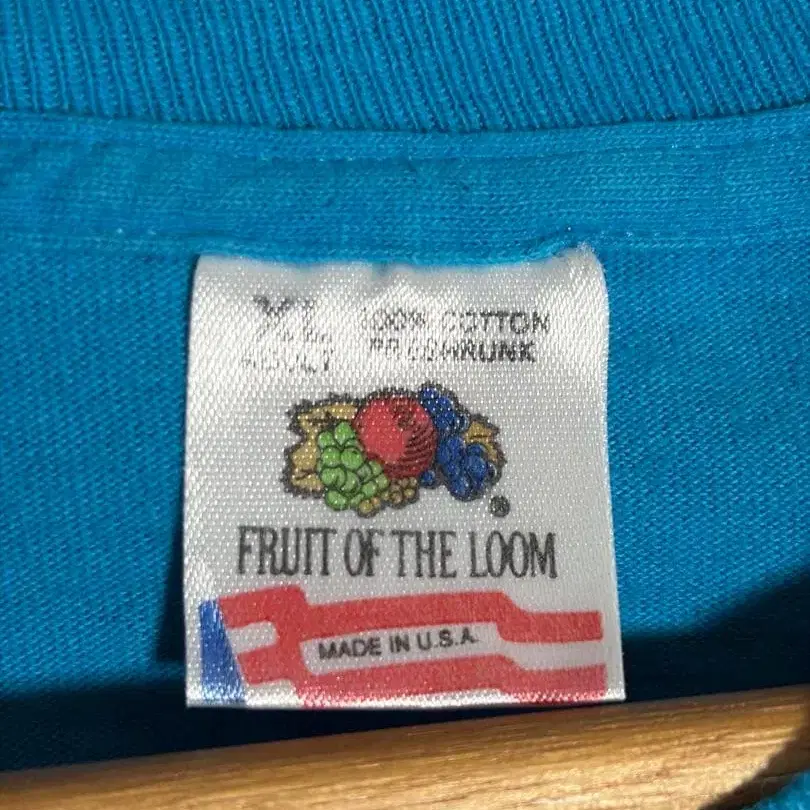 XL 100% COTTON
ADULT PRESHRUNK
®
FRUIT OF THE LOOM
MADE IN U.S.A.